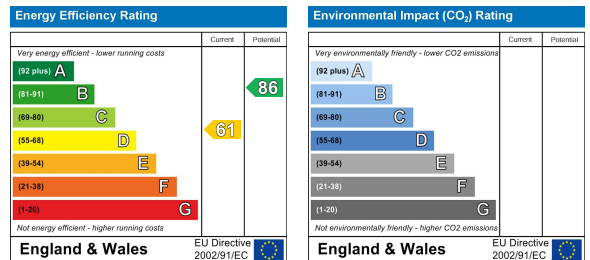 Energy Efficiency Rating
Current Potential
Very energy efficient - lower running costs
(92 plus) A
(81-91) B
(69-80) C
(55-68) D
(39-54) E
(21-38) F
(1-20) G
61
86
Not energy efficient - higher running costs
England & Wales
EU Directive
2002/91/EC
Environmental Impact (CO2) Rating
Current Potential
Very environmentally friendly - lower CO2 emissions
(92 plus) A
(81-91) B
(69-80) C
(55-68) D
(39-54) E
(21-38) F
(1-20) G
Not environmentally friendly - higher CO2 emissions
England & Wales
EU Directive
2002/91/EC